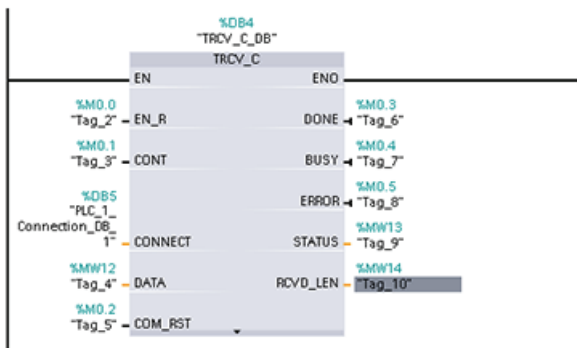 %DB4
"TRCV_C_DB"
TRCV_C
EN ENO
%M0.0 %M0.3
"Tag_2" EN_R DONE "Tag_6"
%M0.1 %M0.4
"Tag_3" CONT BUSY "Tag_7"
%DB5 %M0.5
"PLC_1_ ERROR "Tag_8"
Connection_DB_ %MW13
1" CONNECT STATUS "Tag_9"
%MW12 %MW14
"Tag_4" DATA RCVD_LEN "Tag_10"
%M0.2
"Tag_5" COM_RST